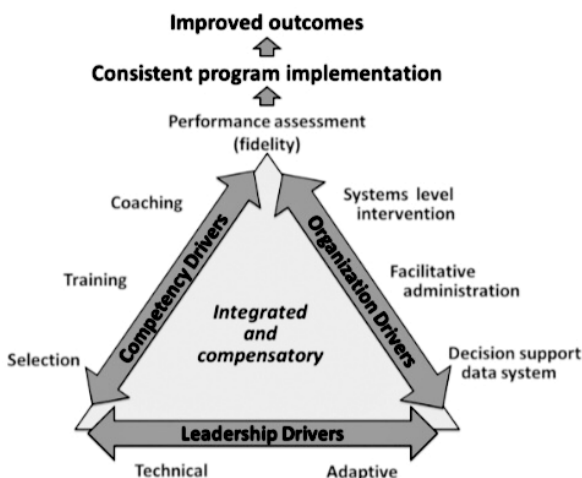 Improved outcomes
Consistent program implementation
Performance assessment
(fidelity)
Coaching
Training
Selection
Competency Drivers
Organization Drivers
Systems level
intervention
Facilitative
administration
Decision support
data system
Integrated
and
compensatory
Leadership Drivers
Technical
Adaptive